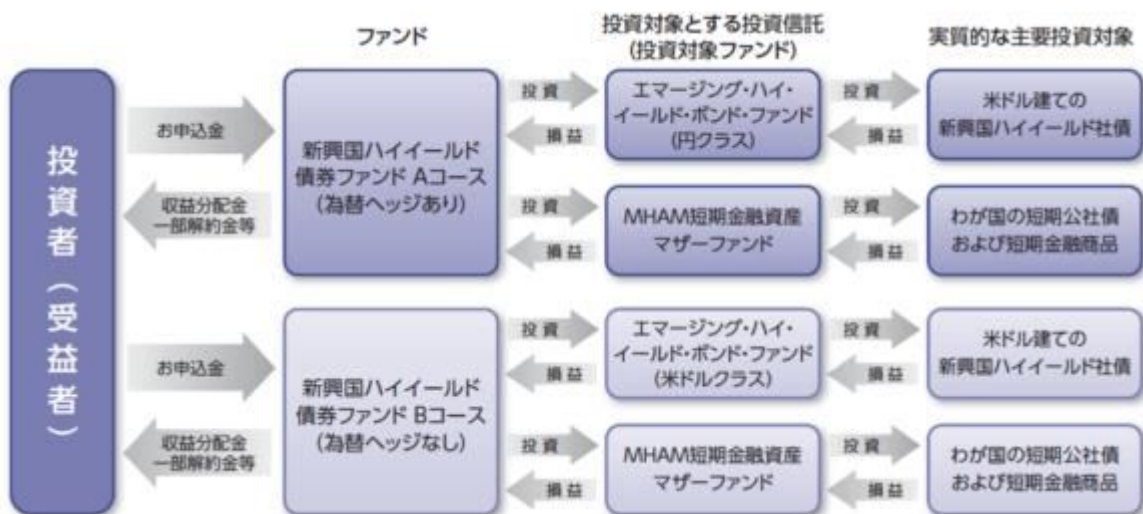 ファンド
投資対象とする投資信託
(投資対象ファンド)
実質的な主要投資対象
投資者(受益者)
お申込金
収益分配金
一部解約金等
新興国ハイイールド
債券ファンド Aコース
(為替ヘッジあり)
投資
損益
エマージング・ハイ・
イールド・ボンド・ファンド
(円クラス)
投資
損益
米ドル建ての
新興国ハイイールド社債
投資
損益
MHAM短期金融資産
マザーファンド
投資
損益
わが国の短期公社債
および短期金融商品
お申込金
収益分配金
一部解約金等
新興国ハイイールド
債券ファンド Bコース
(為替ヘッジなし)
投資
損益
エマージング・ハイ・
イールド・ボンド・ファンド
(米ドルクラス)
投資
損益
米ドル建ての
新興国ハイイールド社債
投資
損益
MHAM短期金融資産
マザーファンド
投資
損益
わが国の短期公社債
および短期金融商品